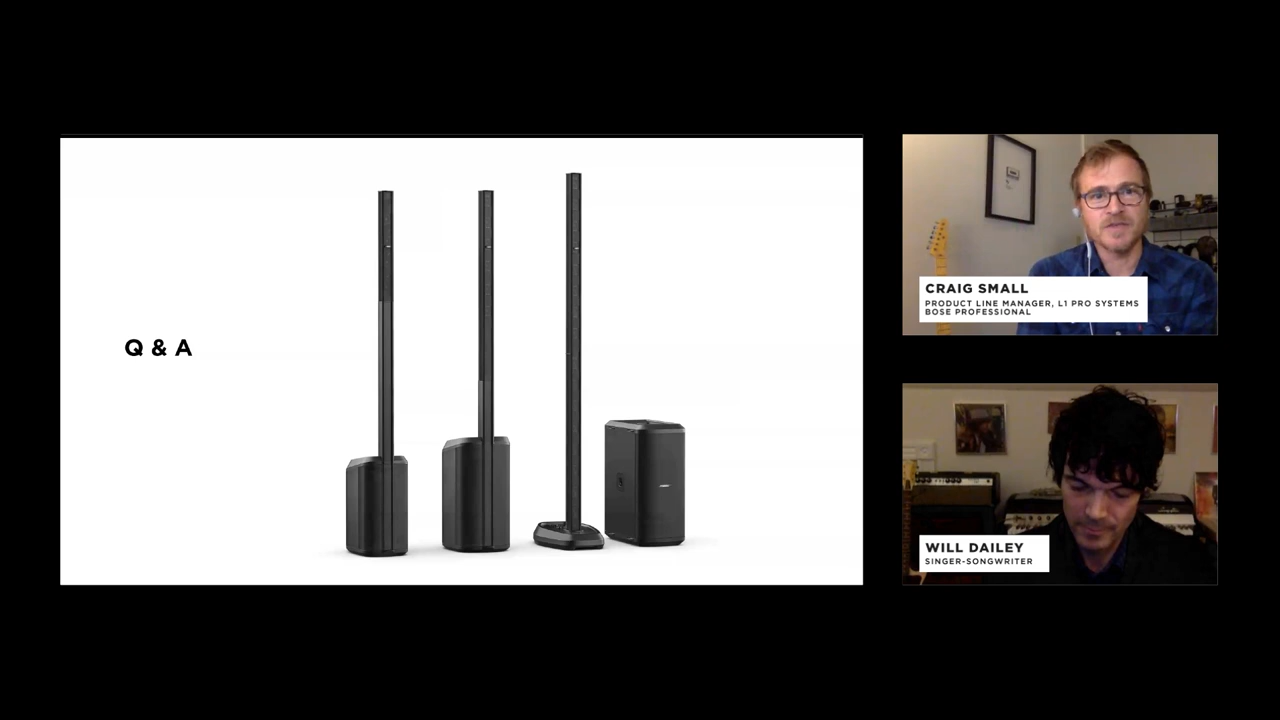 Q & A
CRAIG SMALL
PRODUCT LINE MANAGER, L1 PRO SYSTEMS
BOSE PROFESSIONAL
WILL DAILEY
SINGER-SONGWRITER